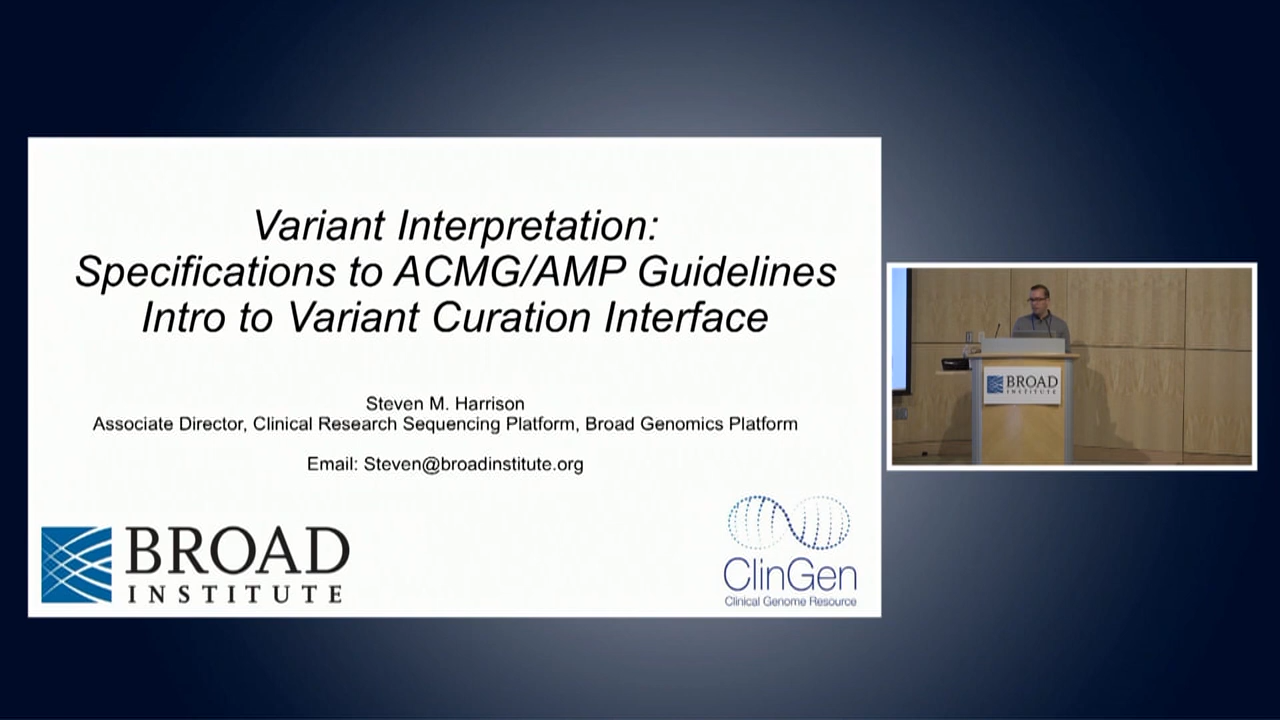 Variant Interpretation:
Specifications to ACMG/AMP Guidelines
Intro to Variant Curation Interface
Steven M. Harrison
Associate Director, Clinical Research Sequencing Platform, Broad Genomics Platform
Email: Steven@broadinstitute.org
BROAD
INSTITUTE
ClinGen
Clinical Genome Resource
BROAD
INSTITUTE